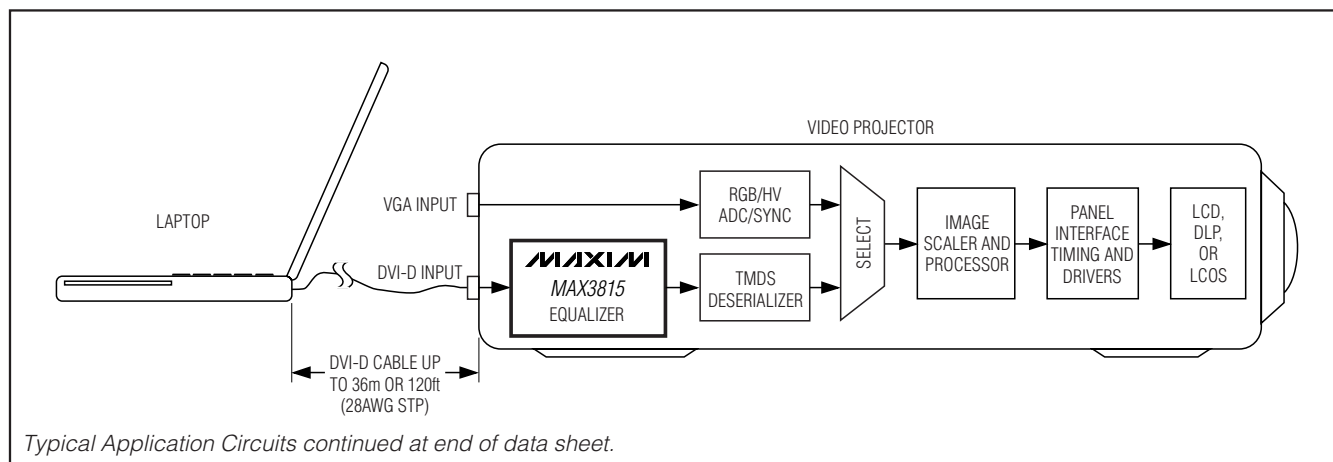 VIDEO PROJECTOR
LAPTOP
VGA INPUT
RGB/HV
ADC/SYNC
SELECT
IMAGE
SCALER AND
PROCESSOR
PANEL
INTERFACE
TIMING AND
DRIVERS
LCD,
DLP,
OR
LCOS
DVI-D INPUT
MAXIM
MAX3815
EQUALIZER
TMDS
DESERIALIZER
DVI-D CABLE UP
TO 36m OR 120ft
(28AWG STP)
Typical Application Circuits continued at end of data sheet.